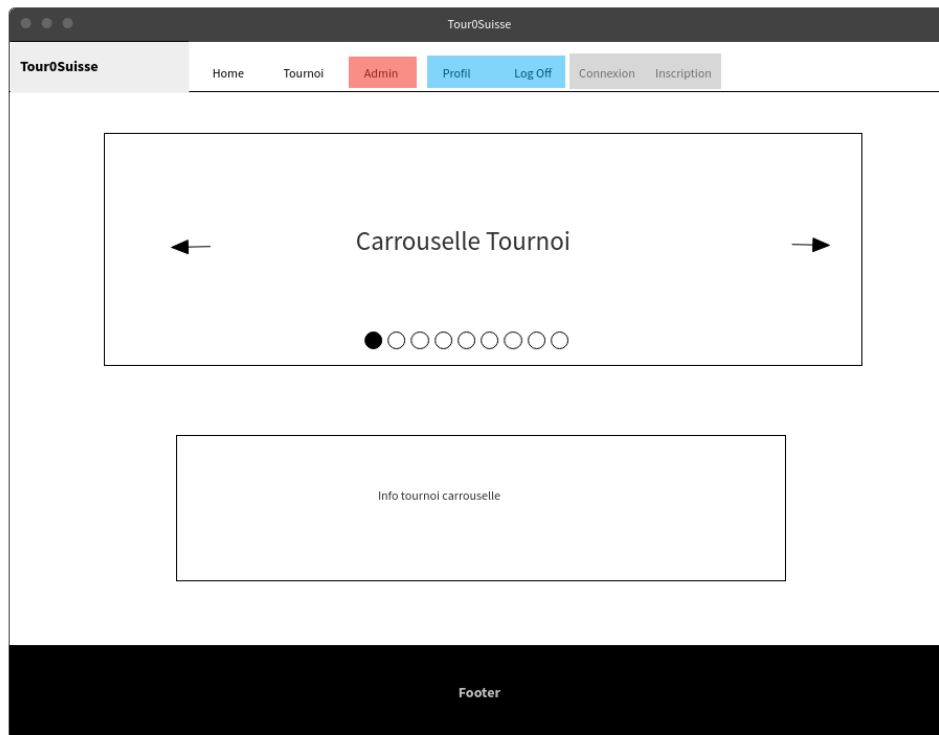 Tour0Suisse
Tour0Suisse
Home Tournoi Admin Profil Log Off Connexion Inscription
Carrouselle Tournoi
Info tournoi carrouselle
Footer